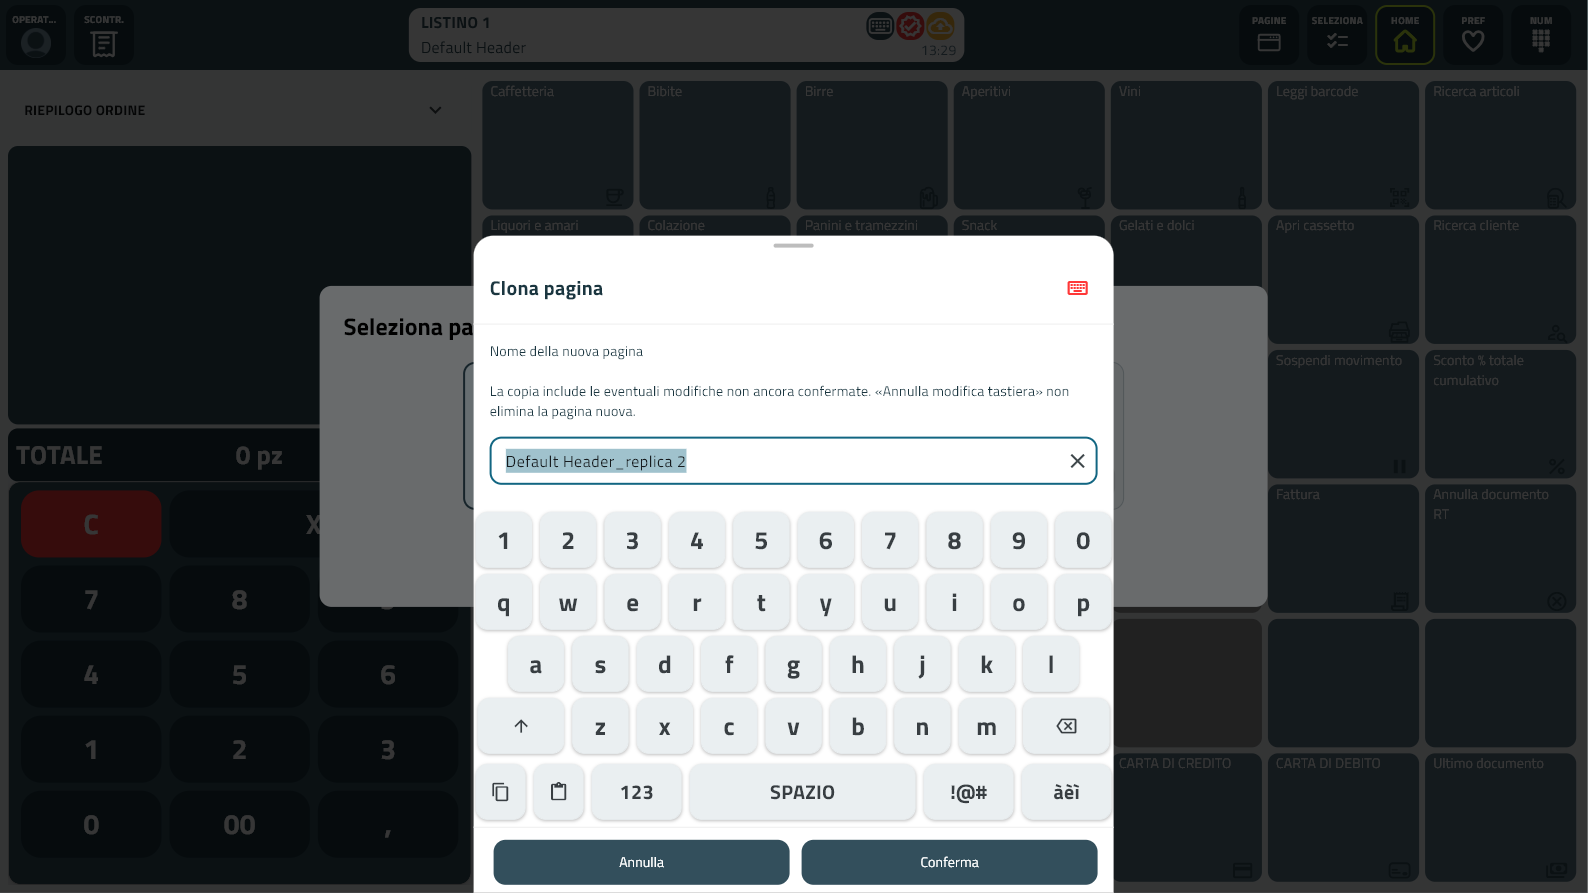 OPERAT...
SCONTR.
LISTINO 1
Default Header
13:29
PAGINE
SELEZIONA
HOME
PREF
NUM
RIEPILOGO ORDINE
Caffetteria
Bibite
Birre
Aperitivi
Vini
Leggi barcode
Ricerca articoli
Liquori e amari
Colazione
Panini e tramezzini
Snack
Gelati e dolci
Apri cassetto
Ricerca cliente
Seleziona pa
Sospendi movimento
Sconto % totale
cumulativo
Fattura
Annulla documento
RT
CARTA DI CREDITO
CARTA DI DEBITO
Ultimo documento
TOTALE
0 pz
C
X
7
8
4
5
6
1
2
3
0
00
,
Clona pagina
Nome della nuova pagina
La copia include le eventuali modifiche non ancora confermate. «Annulla modifica tastiera» non
elimina la pagina nuova.
Default Header_replica 2
1 2 3 4 5 6 7 8 9 0
q w e r t y u i o p
a s d f g h j k l
z x c v b n m
123
SPAZIO
!@#
àèì
Annulla
Conferma